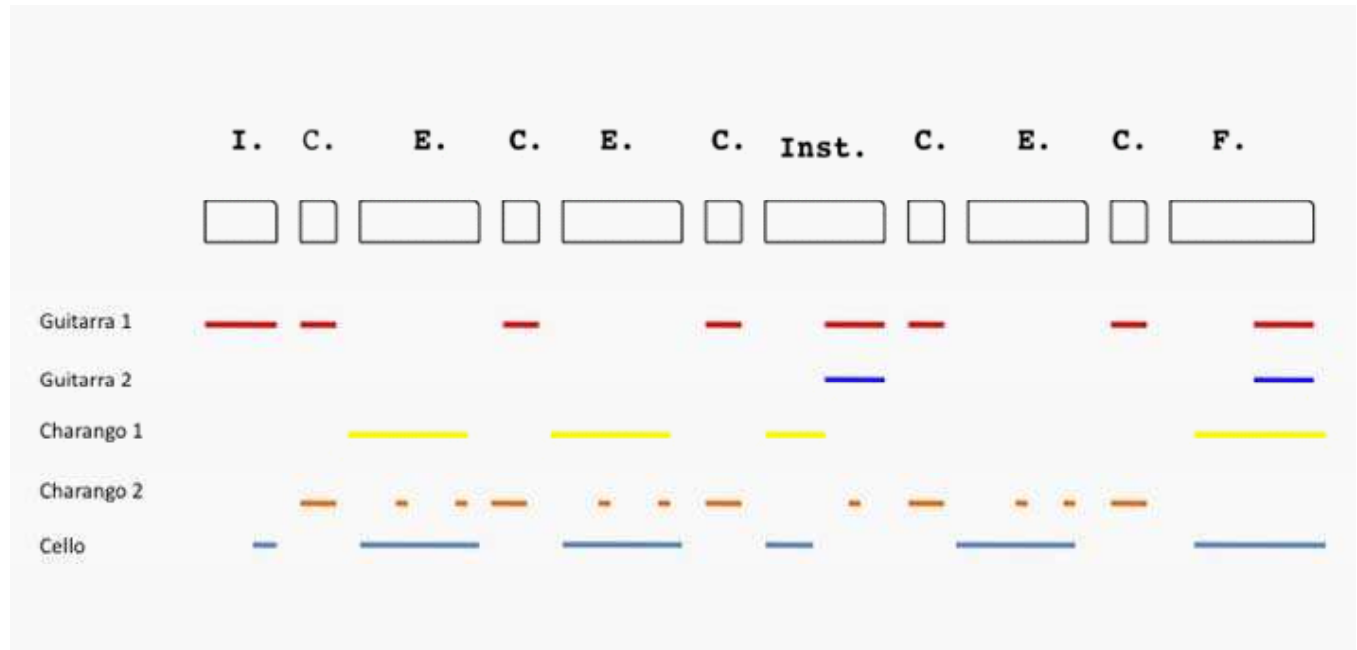 I. C. E. C. E. C. Inst. C. E. C. F.
Guitarra 1
Guitarra 2
Charango 1
Charango 2
Cello